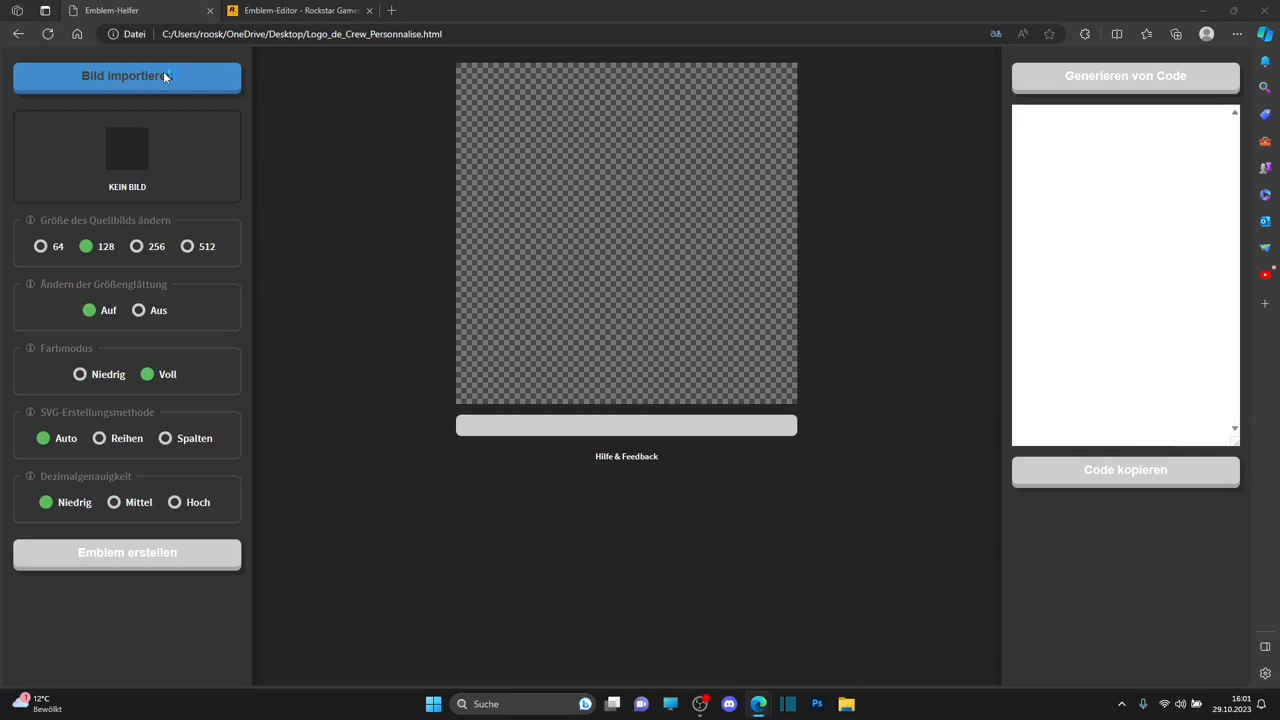 Emblem-Helfer
Emblem-Editor - Rockstar Games
Datei
C:/Users/roosk/OneDrive/Desktop/Logo_de_Crew_Personnalise.html
Bild importieren
KEIN BILD
Größe des Quellbilds ändern
64 128 256 512
Ändern der Größenglättung
Auf Aus
Farbmodus
Niedrig Voll
SVG-Erstellungsmethode
Auto Reihen Spalten
Dezimalgenauigkeit
Niedrig Mittel Hoch
Emblem erstellen
Hilfe & Feedback
Generieren von Code
Code kopieren
1
12°C
Bewölkt
Suche
Ps
16:01
29.10.2023